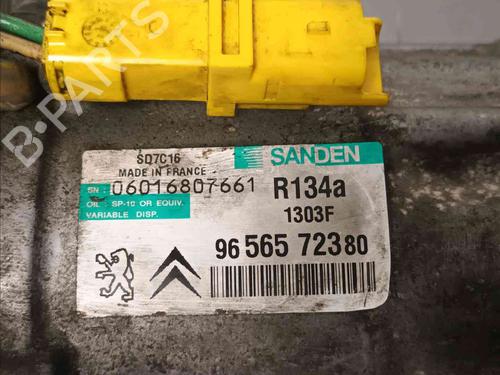 B-PARTS
SD7C16
MADE IN FRANCE
SANDEN
SN: 06016807661
OIL: SP-10 OR EQUIV.
VARIABLE DISP.
R134a
1303F
96 565 723 80